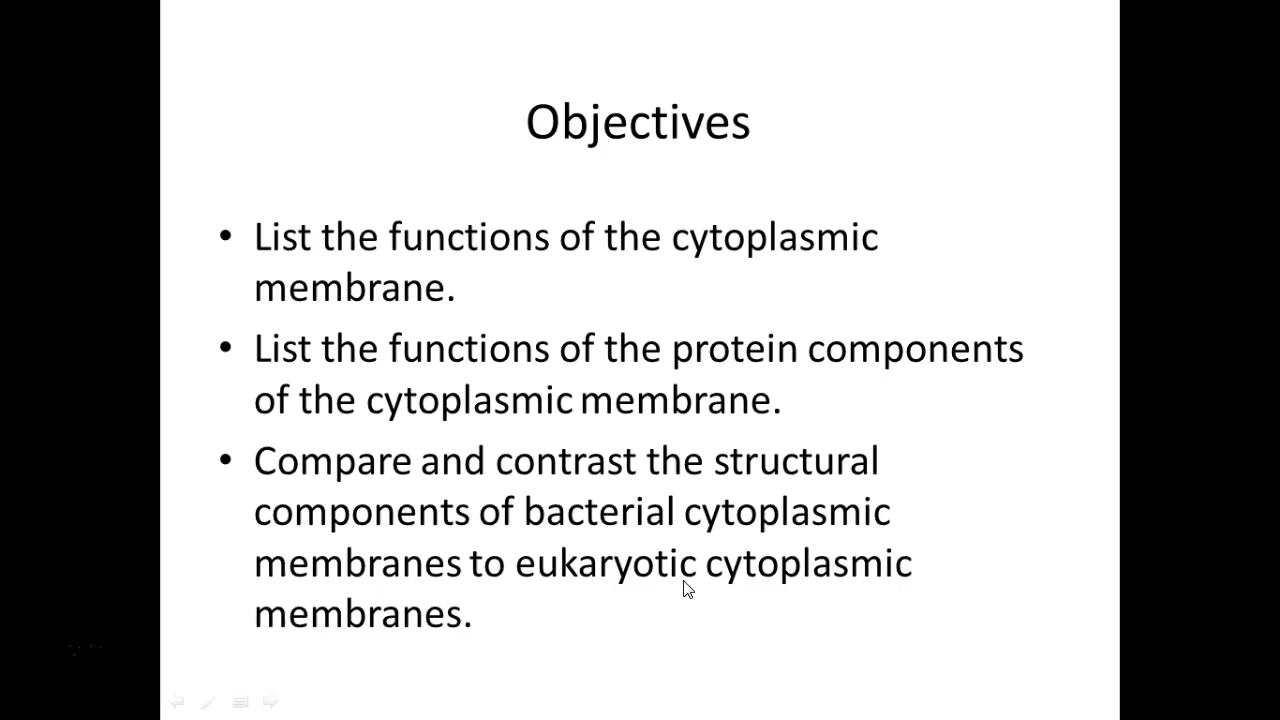 Objectives
• List the functions of the cytoplasmic
membrane.
• List the functions of the protein components
of the cytoplasmic membrane.
• Compare and contrast the structural
components of bacterial cytoplasmic
membranes to eukaryotic cytoplasmic
membranes.